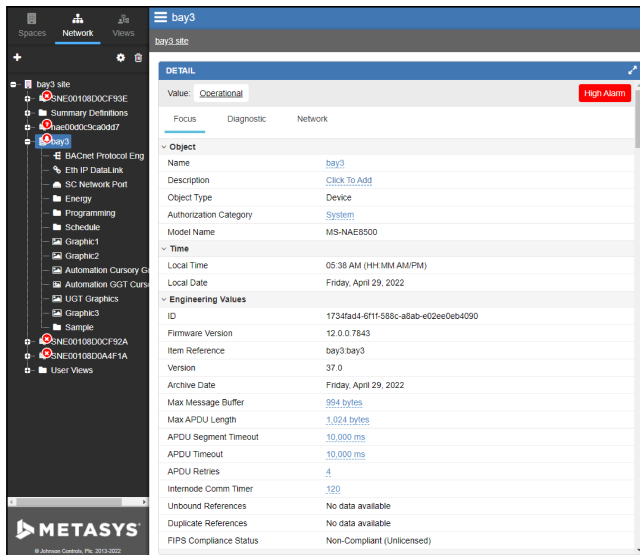 Spaces
Network
Views
bay3
bay3 site
bay3 site
SNE00108D0CF93E
Summary Definitions
nae00d0c9ca0dd7
bay3
BACnet Protocol Eng
Eth IP DataLink
SC Network Port
Energy
Programming
Schedule
Graphic1
Graphic2
Automation Cursory G
Automation GGT Curs
UGT Graphics
Graphic3
Sample
SNE00108D0CF92A
SNE00108D0A4F1A
User Views
METASYS
© Johnson Controls, Plc. 2013-2022
DETAIL
Value: Operational
High Alarm
Focus Diagnostic Network
Object
Name bay3
Description Click To Add
Object Type Device
Authorization Category System
Model Name MS-NAE8500
Time
Local Time 05:38 AM (HH:MM AM/PM)
Local Date Friday, April 29, 2022
Engineering Values
ID 1734fad4-6f1f-588c-a8ab-e02ee0eb4090
Firmware Version 12.0.0.7843
Item Reference bay3:bay3
Version 37.0
Archive Date Friday, April 29, 2022
Max Message Buffer 994 bytes
Max APDU Length 1,024 bytes
APDU Segment Timeout 10,000 ms
APDU Timeout 10,000 ms
APDU Retries 4
Internode Comm Timer 120
Unbound References No data available
Duplicate References No data available
FIPS Compliance Status Non-Compliant (Unlicensed)